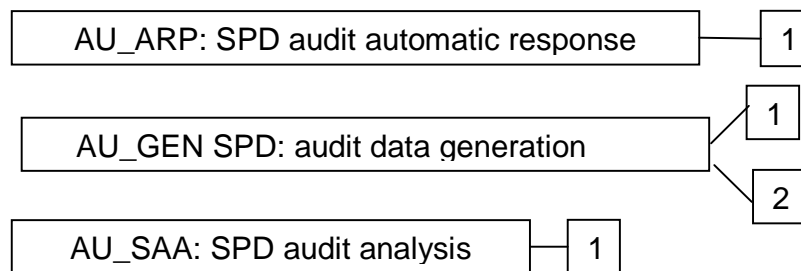 AU_ARP: SPD audit automatic response 1
AU_GEN SPD: audit data generation 1
2
AU_SAA: SPD audit analysis 1